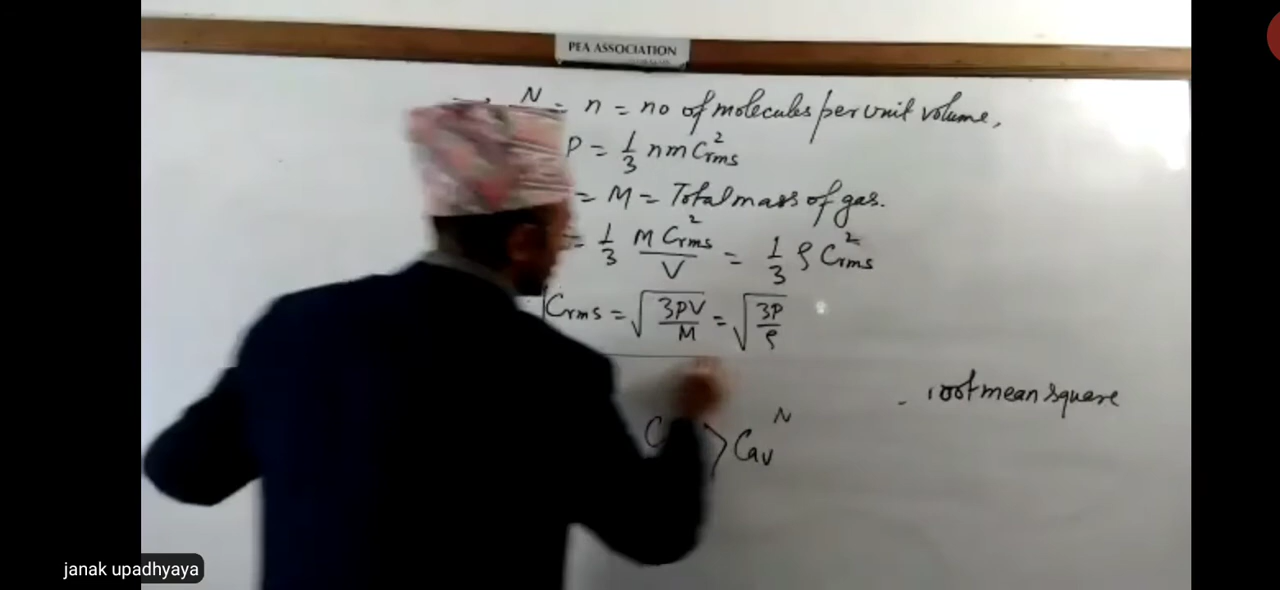 PEA ASSOCIATION
N = n = no of molecules per unit volume,
P = 1/3 nm Crms²
= M = Total mass of gas.
= 1/3 M Crms²/V = 1/3 ρ Crms²
Crms = √(3PV/M) = √(3P/ρ)
- root mean square
N
C > Cav
janak upadhyaya